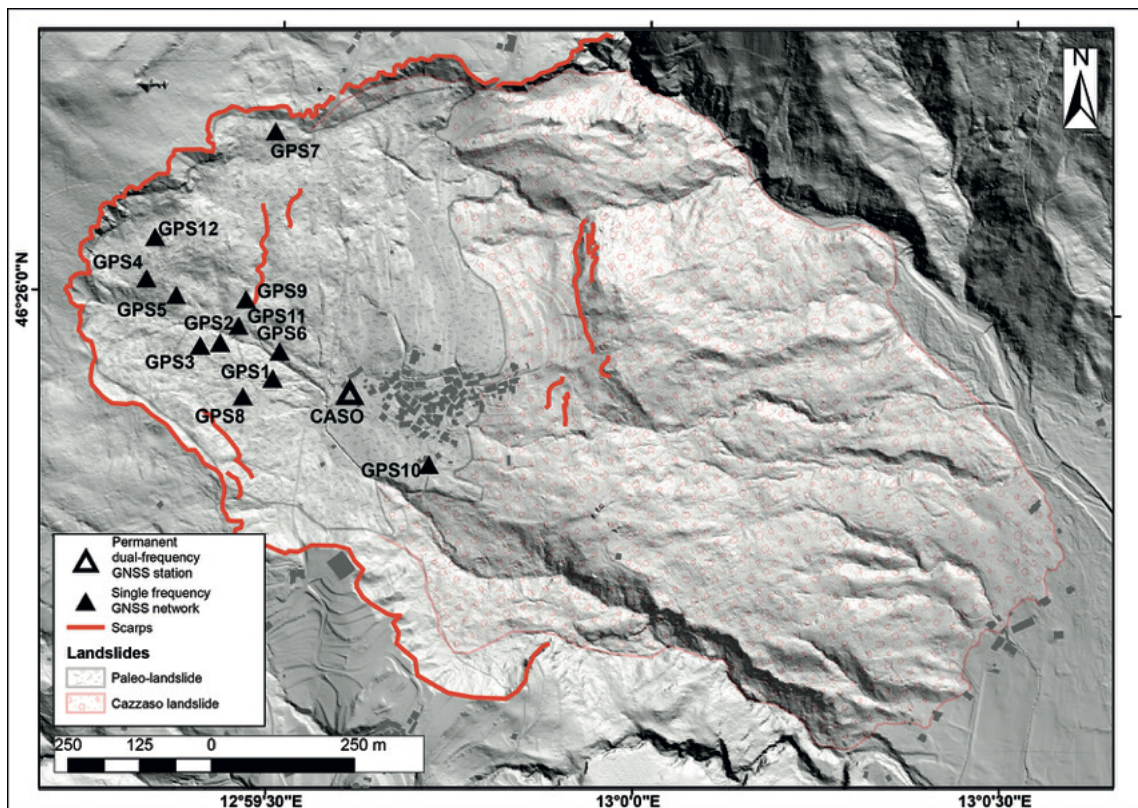 N
GPS7
GPS12
GPS4
46°26'0"N
GPS9
GPS5
GPS2
GPS11
GPS6
GPS3
GPS1
GPS8
CASO
GPS10
Permanent
dual-frequency
GNSS station
Single frequency
GNSS network
Scarps
Landslides
Paleo-landslide
Cazzaso landslide
250 125 0 250 m
12°59'30"E 13°0'0"E 13°0'30"E